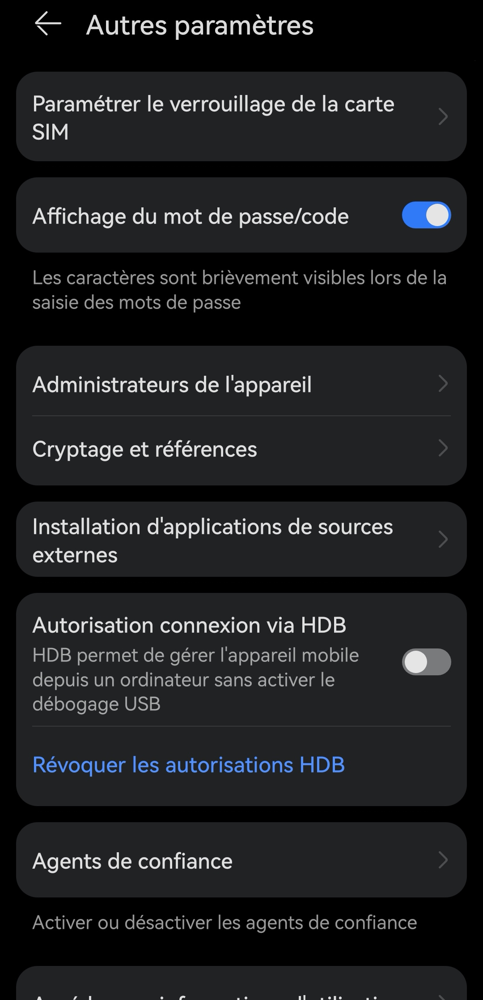 Autres paramètres
Paramétrer le verrouillage de la carte
SIM
Affichage du mot de passe/code
Les caractères sont brièvement visibles lors de la
saisie des mots de passe
Administrateurs de l'appareil
Cryptage et références
Installation d'applications de sources
externes
Autorisation connexion via HDB
HDB permet de gérer l'appareil mobile
depuis un ordinateur sans activer le
débogage USB
Révoquer les autorisations HDB
Agents de confiance
Activer ou désactiver les agents de confiance